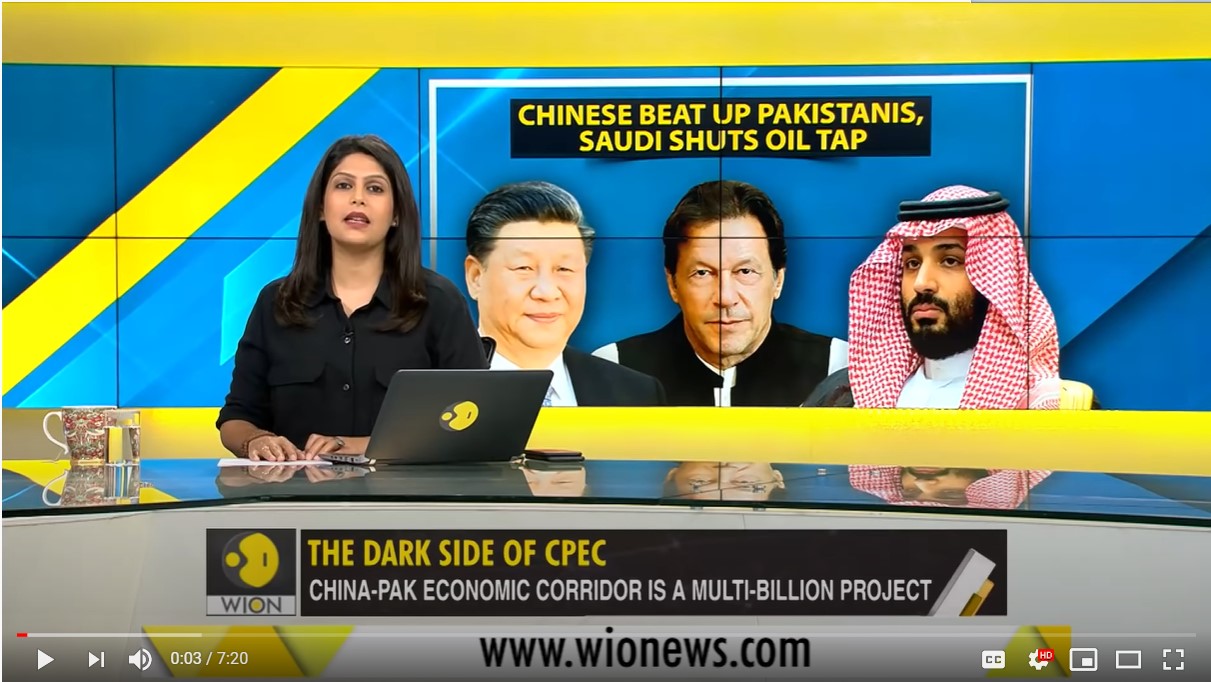 CHINESE BEAT UP PAKISTANIS,
SAUDI SHUTS OIL TAP
THE DARK SIDE OF CPEC
CHINA-PAK ECONOMIC CORRIDOR IS A MULTI-BILLION PROJECT
WION
www.wionews.com
0:03 / 7:20
CC
HD